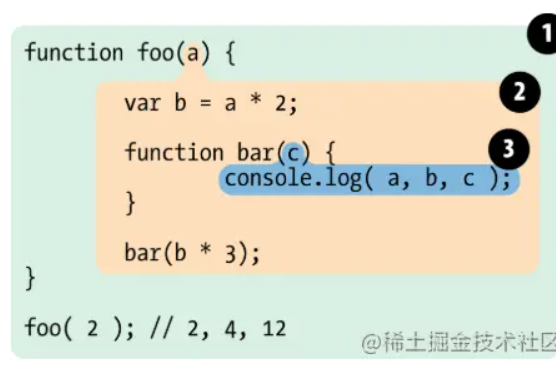 1
function foo(a) {
2
var b = a * 2;
3
function bar(c) {
console.log( a, b, c );
}
bar(b * 3);
}
foo( 2 ); // 2, 4, 12
@稀土掘金技术社区